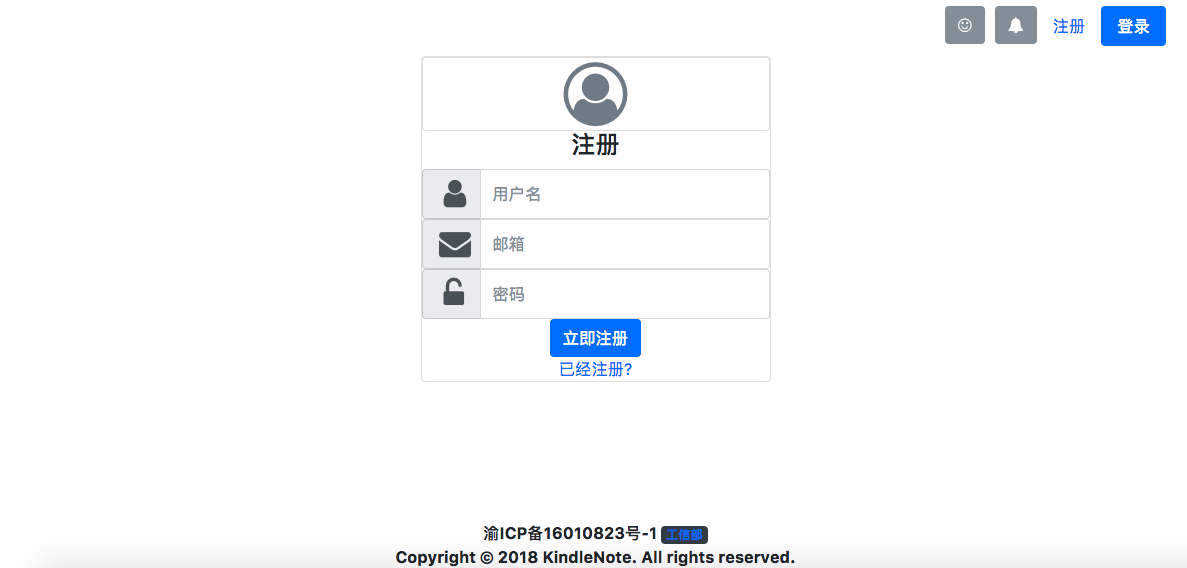 注册 登录
注册
用户名
邮箱
密码
立即注册
已经注册?
渝ICP备16010823号-1 工信部
Copyright © 2018 KindleNote. All rights reserved.